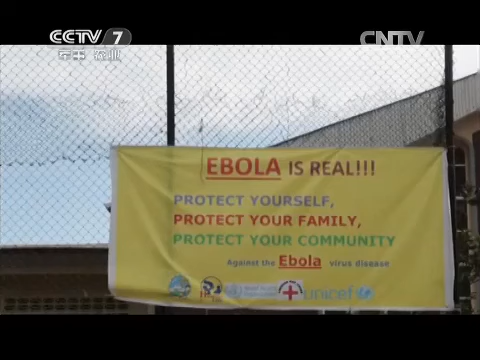 CCTV 7
军事 农业
CNTV
EBOLA IS REAL!!!
PROTECT YOURSELF,
PROTECT YOUR FAMILY,
PROTECT YOUR COMMUNITY
Against the Ebola virus disease
unicef